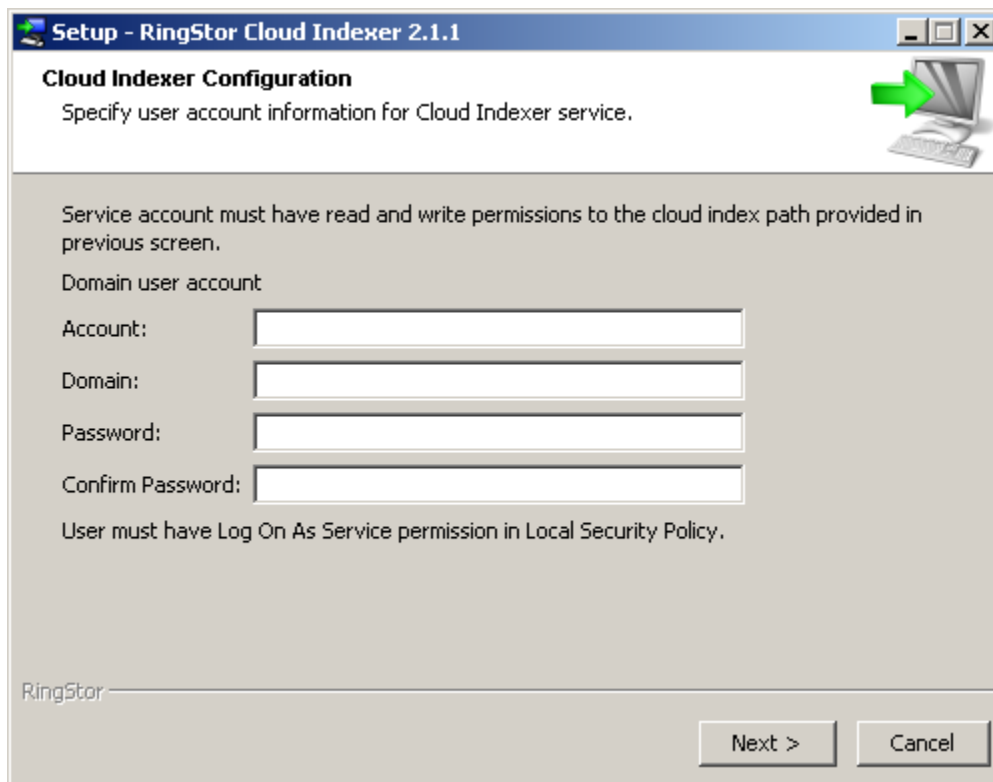 Setup - RingStor Cloud Indexer 2.1.1
Cloud Indexer Configuration
Specify user account information for Cloud Indexer service.
Service account must have read and write permissions to the cloud index path provided in
previous screen.
Domain user account
Account:
Domain:
Password:
Confirm Password:
User must have Log On As Service permission in Local Security Policy.
RingStor
Next >
Cancel